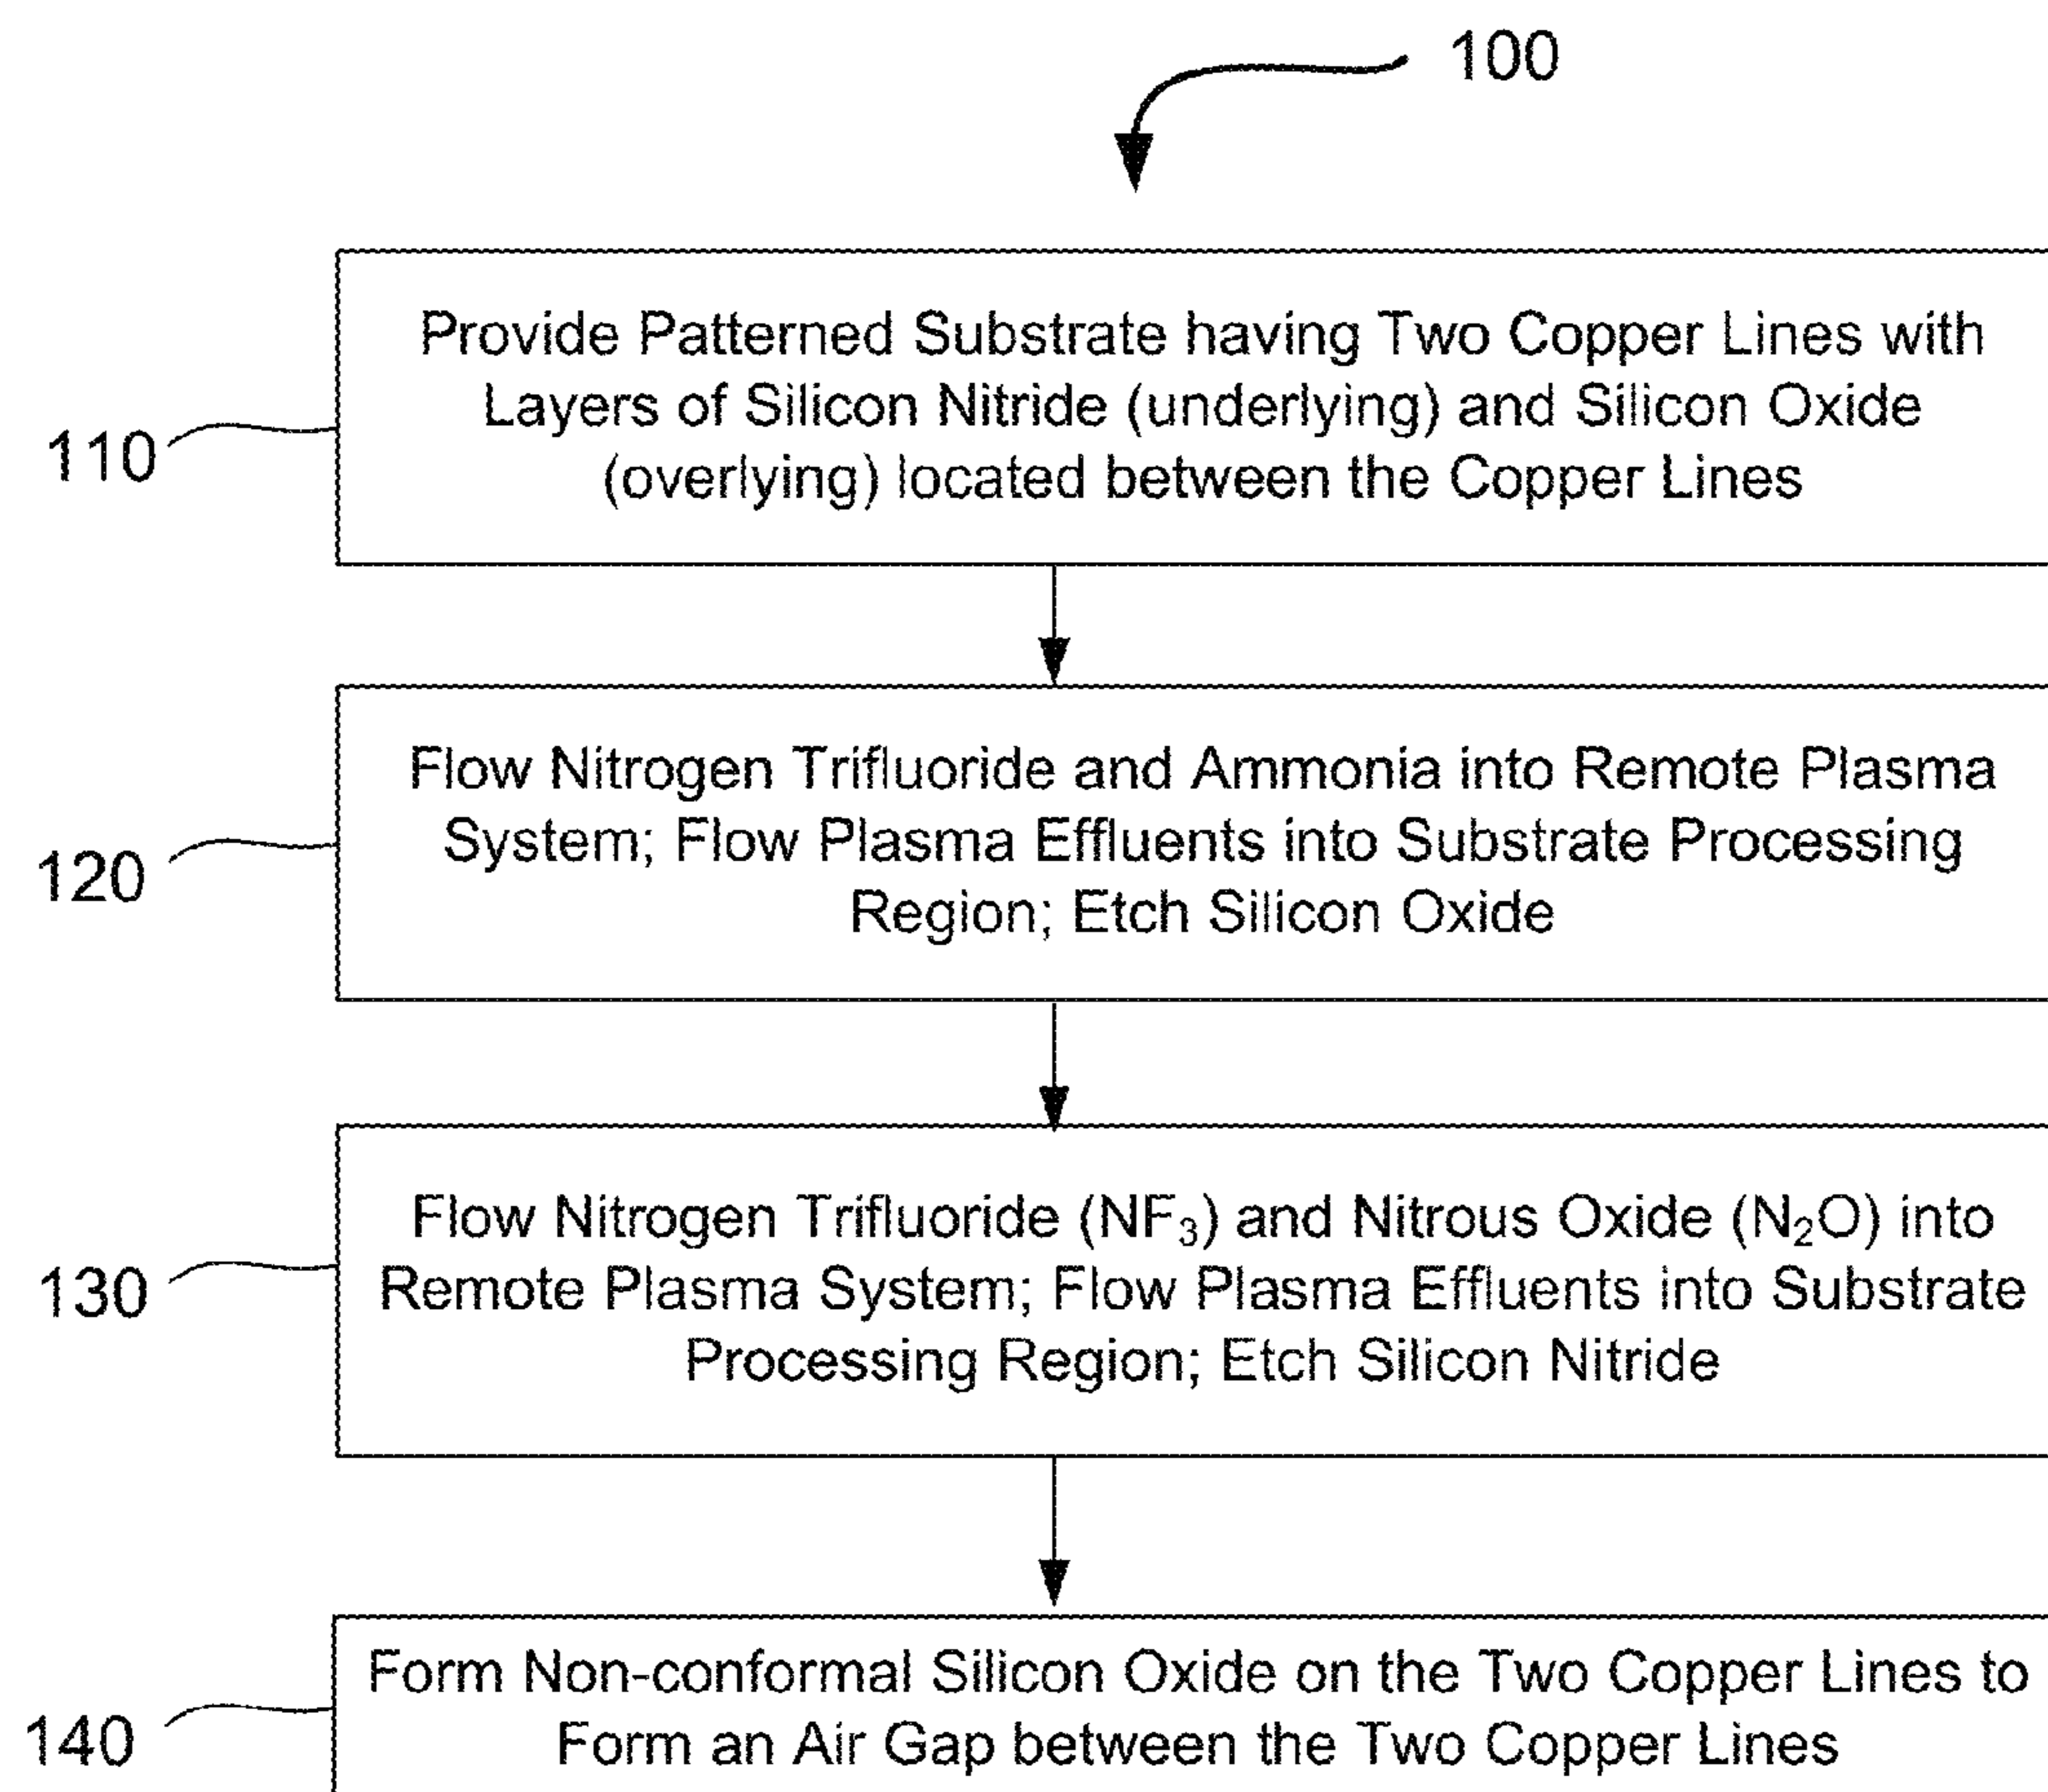 100
Provide Patterned Substrate having Two Copper Lines with
Layers of Silicon Nitride (underlying) and Silicon Oxide
(overlying) located between the Copper Lines
110
Flow Nitrogen Trifluoride and Ammonia into Remote Plasma
System; Flow Plasma Effluents into Substrate Processing
Region; Etch Silicon Oxide
120
Flow Nitrogen Trifluoride (NF₃) and Nitrous Oxide (N₂O) into
Remote Plasma System; Flow Plasma Effluents into Substrate
Processing Region; Etch Silicon Nitride
130
Form Non-conformal Silicon Oxide on the Two Copper Lines to
Form an Air Gap between the Two Copper Lines
140